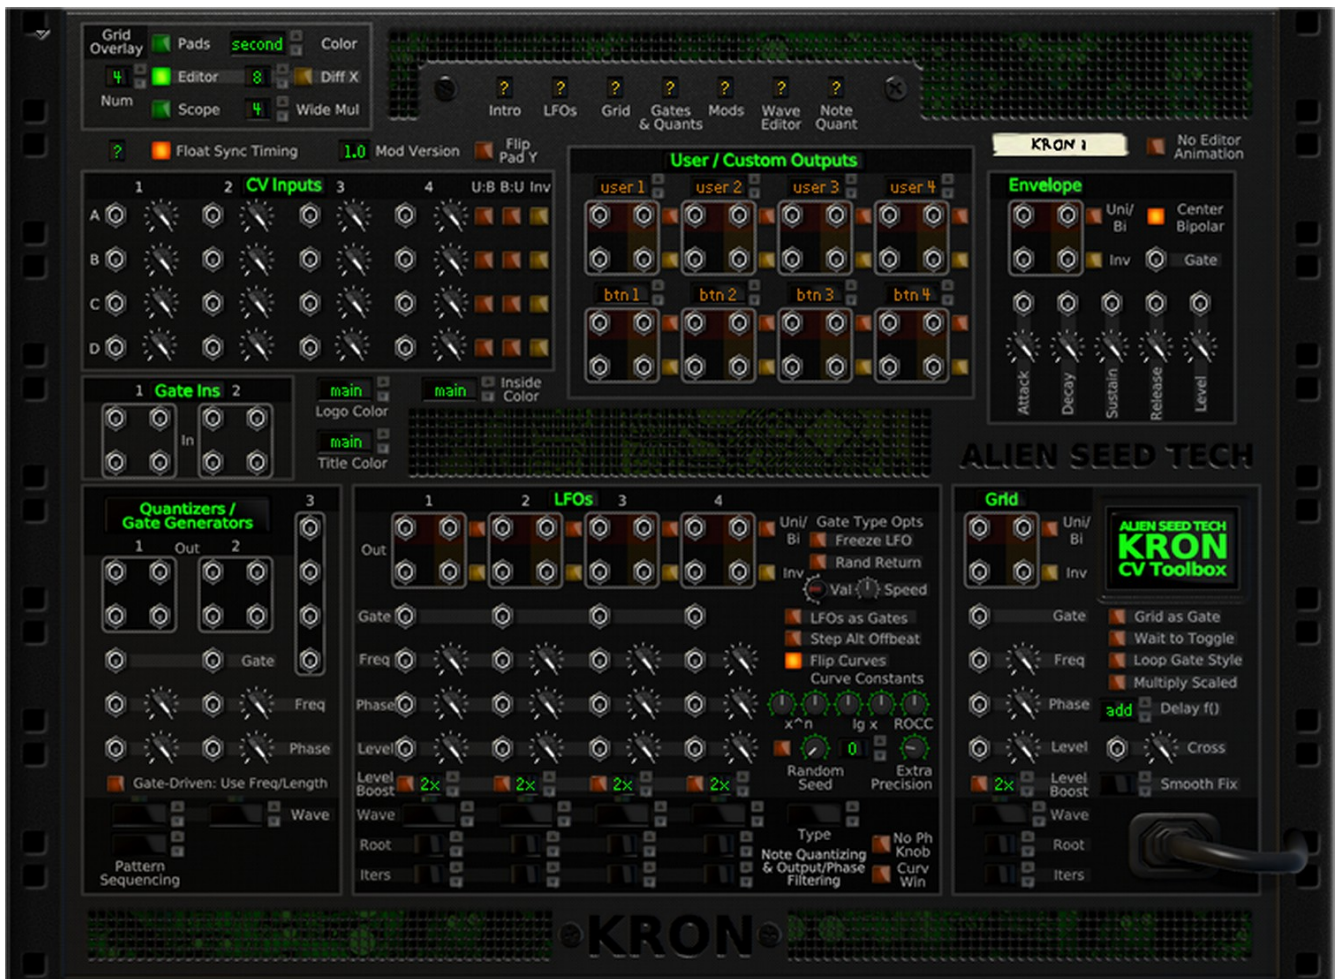 Grid
Overlay
Pads
second
Color
4
Editor
8
Diff X
Num
Scope
4
Wide Mul
?
?
?
?
?
?
?
Intro
LFOs
Grid
Gates
& Quants
Mods
Wave
Editor
Note
Quant
?
Float Sync Timing
1.0
Mod Version
Flip
Pad Y
KRON 1
No Editor
Animation
1
2
CV Inputs
3
4
U:B
B:U
Inv
A
B
C
D
User / Custom Outputs
user 1
user 2
user 3
user 4
btn 1
btn 2
btn 3
btn 4
Envelope
Uni/
Bi
Center
Bipolar
Inv
Gate
Attack
Decay
Sustain
Release
Level
1
Gate Ins
2
In
main
Logo Color
main
Inside
Color
main
Title Color
ALIEN SEED TECH
Quantizers /
Gate Generators
3
1
Out
2
Gate
Freq
Phase
Gate-Driven: Use Freq/Length
Wave
Pattern
Sequencing
1
2
LFOs
3
4
Out
Uni/
Bi
Inv
Gate Type Opts
Freeze LFO
Rand Return
Val
Speed
Gate
LFOs as Gates
Step Alt Offbeat
Freq
Flip Curves
Curve Constants
Phase
x^n
lg x
ROCC
Level
0
Random
Seed
Extra
Precision
Level
Boost
2x
2x
2x
2x
Wave
Type
Root
Note Quantizing
& Output/Phase
Filtering
No Ph
Knob
Iters
Curv
Win
Grid
Uni/
Bi
Inv
ALIEN SEED TECH
KRON
CV Toolbox
Gate
Grid as Gate
Wait to Toggle
Freq
Loop Gate Style
Multiply Scaled
Phase
add
Delay f()
Level
Cross
2x
Level
Boost
Smooth Fix
Wave
Root
Iters
KRON